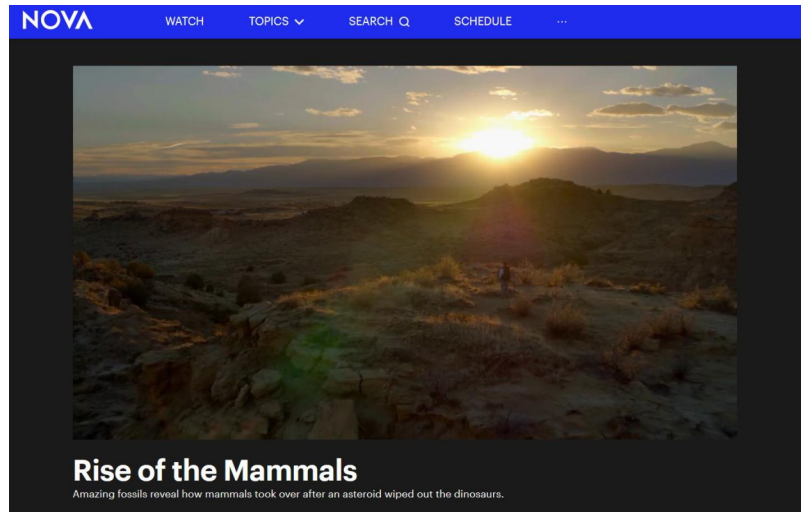 NOVA WATCH TOPICS SEARCH SCHEDULE ...
Rise of the Mammals
Amazing fossils reveal how mammals took over after an asteroid wiped out the dinosaurs.